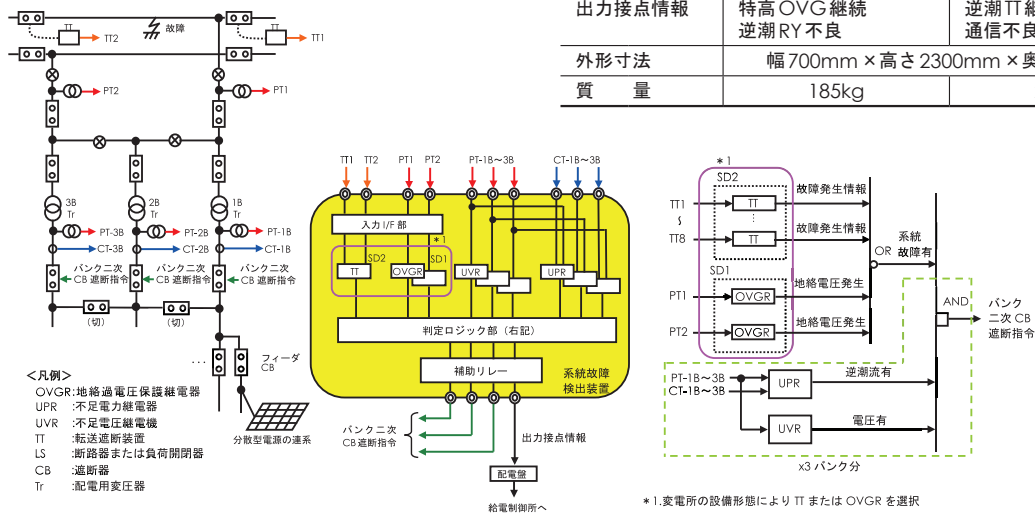 出力接点情報 特高OVG継続 逆潮TT継
逆潮RY不良 通信不良
外形寸法 幅700mm×高さ2300mm×奥
質 量 185kg
TT 故障 TT
TT2 TT1
PT2 PT1
3B
Tr
2B
Tr
1B
Tr
PT-3B PT-2B PT-1B
CT-3B CT-2B CT-1B
バンク二次
CB 遮断指令
バンク二次
CB 遮断指令
バンク二次
CB 遮断指令
(切) (切)
... フィーダ
CB
分散型電源の連系
<凡例>
OVGR:地絡過電圧保護継電器
UPR :不足電力継電器
UVR :不足電圧継電機
TT :転送遮断装置
LS :断路器または負荷開閉器
CB :遮断器
Tr :配電用変圧器
TT1 TT2 PT1 PT2 PT-1B~3B CT-1B~3B
入力I/F部
*1
SD2 SD1
TT OVGR UVR UPR
判定ロジック部(右記)
補助リレー
系統故障
検出装置
バンク二次
CB 遮断指令
出力接点情報
配電盤
給電制御所へ
*1
SD2
TT1 TT 故障発生情報
~ ⋮
TT8 TT 故障発生情報
SD1
PT1 OVGR 地絡電圧発生
PT2 OVGR 地絡電圧発生
OR 系統
故障有
AND バンク
二次CB
遮断指令
PT-1B~3B
CT-1B~3B
UPR 逆潮流有
UVR 電圧有
x3バンク分
*1.変電所の設備形態により TT または OVGR を選択